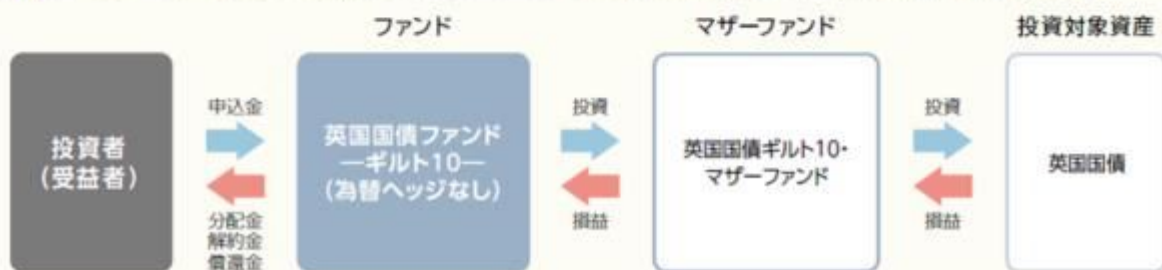 ファンド
マザーファンド
投資対象資産
投資者
(受益者)
申込金
分配金
解約金
償還金
英国国債ファンド
―ギルト10―
(為替ヘッジなし)
投資
損益
英国国債ギルト10・
マザーファンド
投資
損益
英国国債